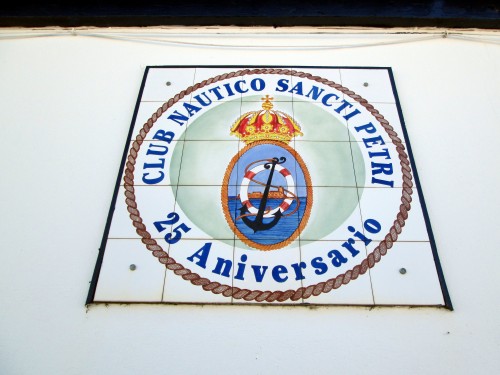 CLUB NAUTICO SANCTI PETRI
25 Aniversario